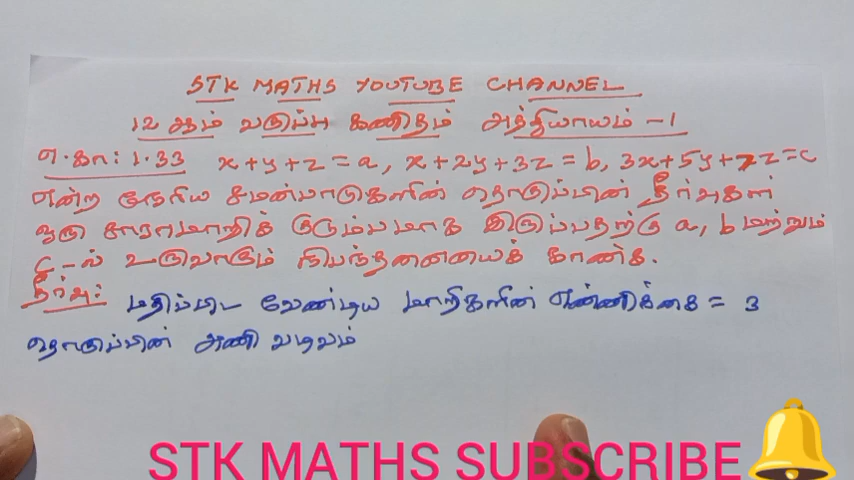 STK MATHS YOUTUBE CHANNEL
12 ஆம் வகுப்பு கணிதம் அத்தியாயம் - 1
எ.கா: 1.33 x+y+z = a, x+2y+3z = b, 3x+5y+7z = c
என்ற நேரிய சமன்பாடுகளின் தொகுப்பின் தீர்வுகள்
ஒரு சாராமாறிக் குடும்பமாக இருப்பதற்கு a, b மற்றும்
c-ல் உருவாகும் நிபந்தனையைக் காண்க.
தீர்வு: மதிப்பிட வேண்டிய மாறிகளின் எண்ணிக்கை = 3
தொகுப்பின் அணி வடிவம்
STK MATHS SUBSCRIBE